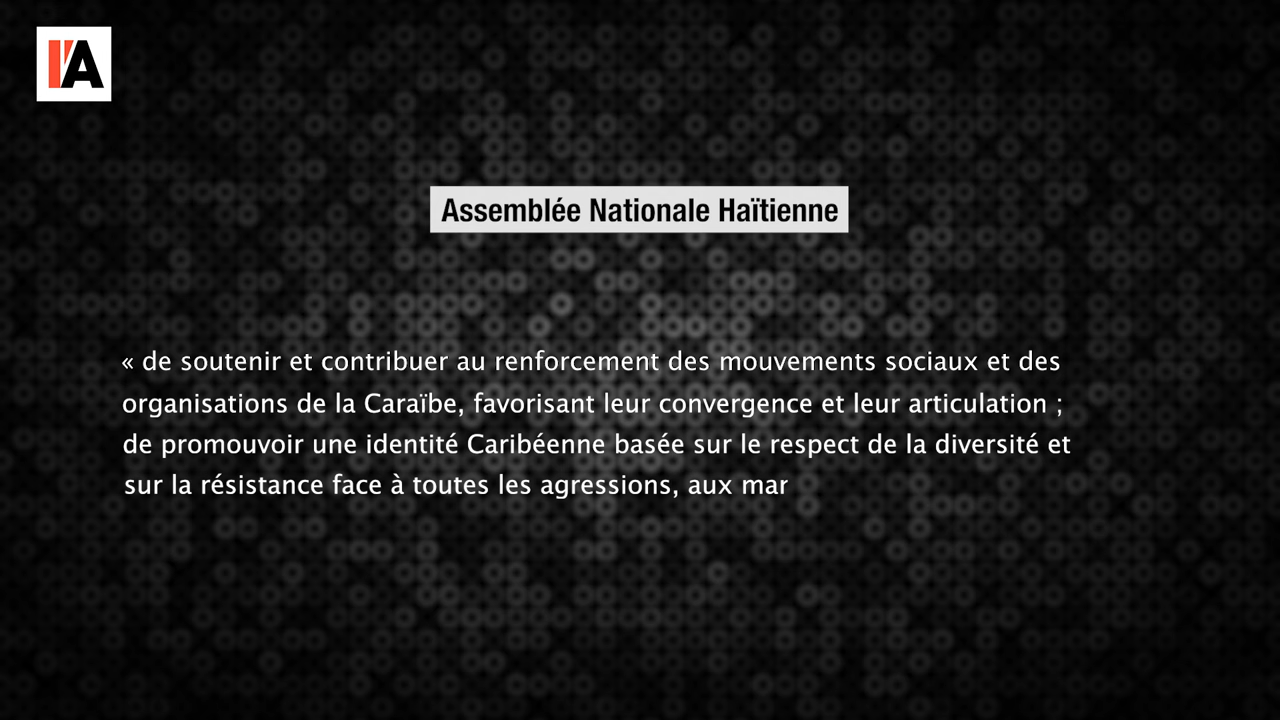 l'A
Assemblée Nationale Haïtienne
« de soutenir et contribuer au renforcement des mouvements sociaux et des
organisations de la Caraïbe, favorisant leur convergence et leur articulation ;
de promouvoir une identité Caribéenne basée sur le respect de la diversité et
sur la résistance face à toutes les agressions, aux mar